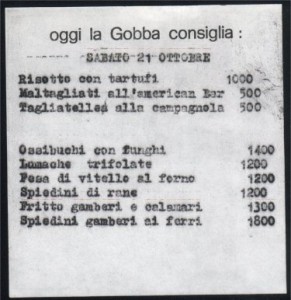 oggi la Gobba consiglia :
SABATO 21 OTTOBRE
Risotto con tartufi 1000
Maltagliati all'american Bar 500
Tagliatelle alla campagnola 500
Ossibuchi con funghi 1400
Lumache trifolate 1200
Fesa di vitello al forno 1200
Spiedini di rane 1200
Fritto gamberi e calamari 1300
Spiedini gamberi ai ferri 1800